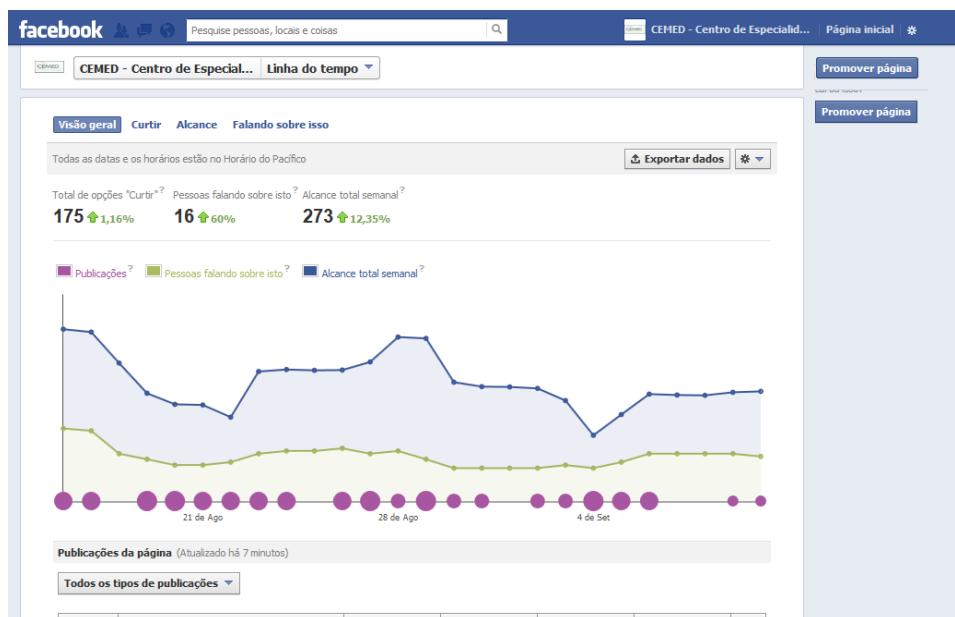 facebook
Pesquise pessoas, locais e coisas
CEMED - Centro de Especialid...
Página inicial
CEMED
CEMED - Centro de Especial...
Linha do tempo
Promover página
Promover página
Visão geral Curtir Alcance Falando sobre isso
Todas as datas e os horários estão no Horário do Pacífico
Exportar dados
Total de opções "Curtir"? Pessoas falando sobre isto? Alcance total semanal?
175 1,16% 16 60% 273 12,35%
Publicações? Pessoas falando sobre isto? Alcance total semanal?
21 de Ago 28 de Ago 4 de Set
Publicações da página (Atualizado há 7 minutos)
Todos os tipos de publicações